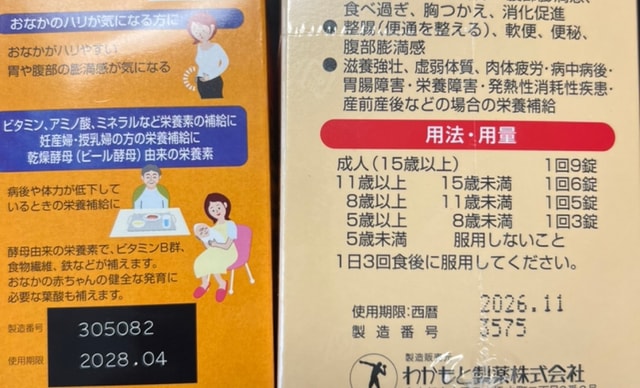 おなかのハリが気になる方に
おなかがハリやすい
胃や腹部の膨満感が気になる
ビタミン、アミノ酸、ミネラルなど栄養素の補給に
妊産婦・授乳婦の方の栄養補給に
乾燥酵母(ビール酵母)由来の栄養素
病後や体力が低下して
いるときの栄養補給に
酵母由来の栄養素で、ビタミンB群、
食物繊維、鉄などが補えます。
おなかの赤ちゃんの健全な発育に
必要な葉酸も補えます。
製造番号 305082
使用期限 2028.04
食べ過ぎ、胸つかえ、消化促進
●整腸(便通を整える)、軟便、便秘、
腹部膨満感
●滋養強壮、虚弱体質、肉体疲労・病中病後・
胃腸障害・栄養障害・発熱性消耗性疾患・
産前産後などの場合の栄養補給
用法・用量
成人(15歳以上) 1回9錠
11歳以上 15歳未満 1回6錠
8歳以上 11歳未満 1回5錠
5歳以上 8歳未満 1回3錠
5歳未満 服用しないこと
1日3回食後に服用してください。
使用期限:西暦 2026.11
製造番号 3575
製造販売元
わかもと製薬株式会社